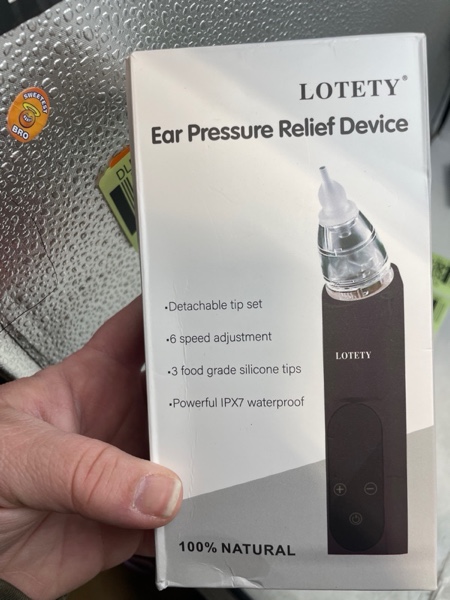 LOTETY®
Ear Pressure Relief Device
•Detachable tip set
•6 speed adjustment
•3 food grade silicone tips
•Powerful IPX7 waterproof
LOTETY
100% NATURAL
SWEETEST
BRO